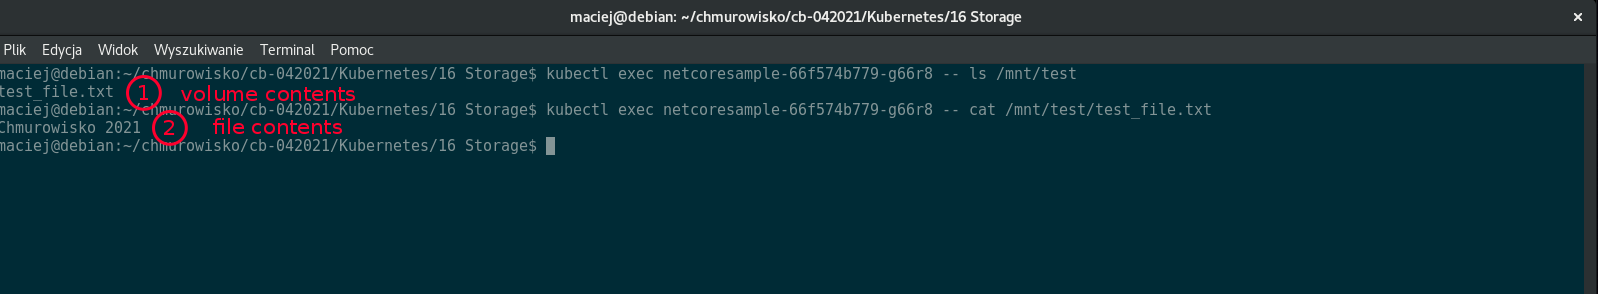 maciej@debian: ~/chmurowisko/cb-042021/Kubernetes/16 Storage ×
Plik Edycja Widok Wyszukiwanie Terminal Pomoc
maciej@debian:~/chmurowisko/cb-042021/Kubernetes/16 Storage$ kubectl exec netcoresample-66f574b779-g66r8 -- ls /mnt/test
test_file.txt 1 volume contents
maciej@debian:~/chmurowisko/cb-042021/Kubernetes/16 Storage$ kubectl exec netcoresample-66f574b779-g66r8 -- cat /mnt/test/test_file.txt
Chmurowisko 2021 2 file contents
maciej@debian:~/chmurowisko/cb-042021/Kubernetes/16 Storage$